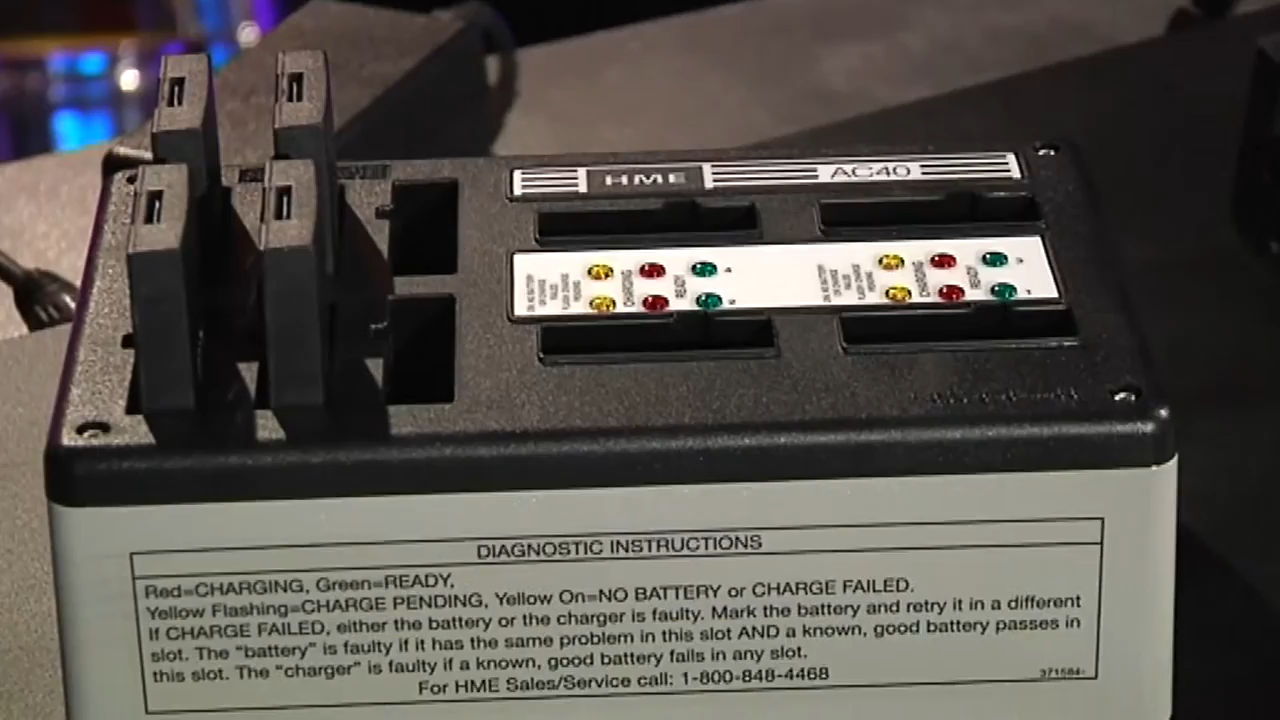 HME AC40
CHARGING
READY
CHARGING
READY
DIAGNOSTIC INSTRUCTIONS
Red=CHARGING, Green=READY,
Yellow Flashing=CHARGE PENDING, Yellow On=NO BATTERY or CHARGE FAILED.
If CHARGE FAILED, either the battery or the charger is faulty. Mark the battery and retry it in a different
slot. The "battery" is faulty if it has the same problem in this slot AND a known, good battery passes in
this slot. The "charger" is faulty if a known, good battery fails in any slot.
For HME Sales/Service call: 1-800-848-4468